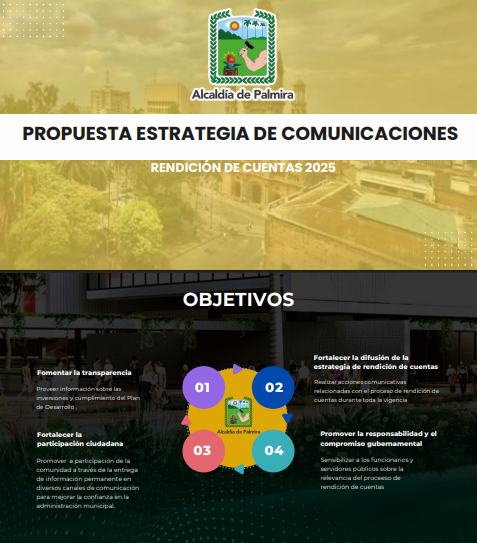 Alcaldía de Palmira
PROPUESTA ESTRATEGIA DE COMUNICACIONES
RENDICIÓN DE CUENTAS 2025
OBJETIVOS
Fomentar la transparencia
Proveer información sobre las
inversiones y cumplimiento del Plan
de Desarrollo .
01
02
Fortalecer la difusión de la
estrategia de rendición de cuentas
Realizar acciones comunicativas
relacionadas con el proceso de rendición de
cuentas durante toda la vigencia
Alcaldía de Palmira
Fortalecer la
participación ciudadana
Promover a participación de la
comunidad a través de la entrega
de información permanente en
diversos canales de comunicación
para mejorar la confianza en la
administración municipal.
03
04
Promover la responsabilidad y el
compromiso gubernamental
Sensibilizar a los funcionarios y
servidores públicos sobre la
relevancia del proceeso de
rendición de cuentas